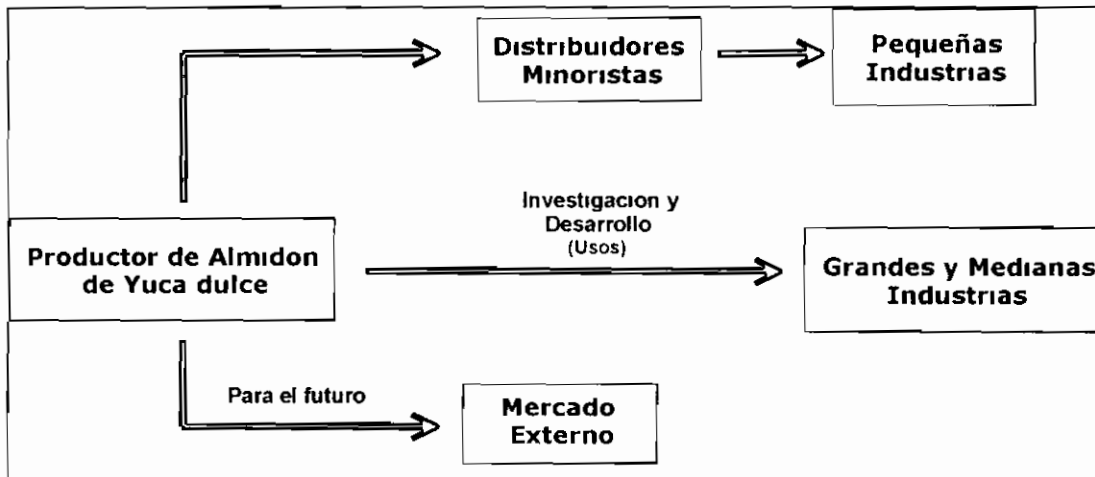 Distribuidores
Minoristas
Pequeñas
Industrias
Investigacion y
Desarrollo
(Usos)
Productor de Almidon
de Yuca dulce
Grandes y Medianas
Industrias
Para el futuro
Mercado
Externo